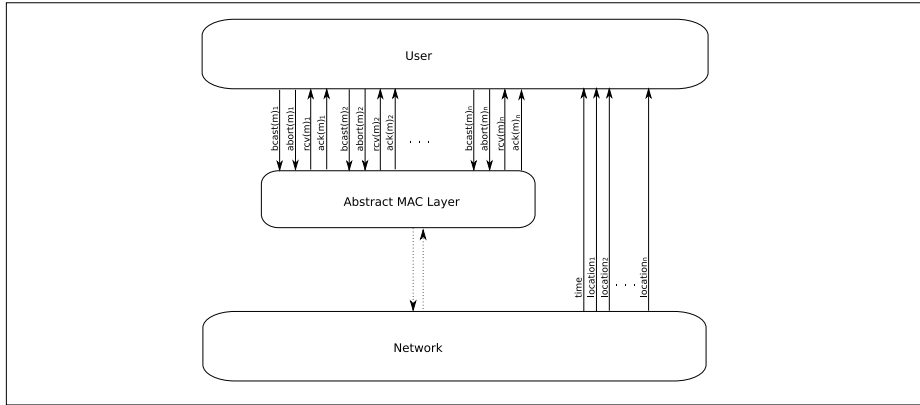 User
bcast(m)₁
abort(m)₁
rcv(m)₁
ack(m)₁
bcast(m)₂
abort(m)₂
rcv(m)₂
ack(m)₂
. . .
bcast(m)ₙ
abort(m)ₙ
rcv(m)ₙ
ack(m)ₙ
Abstract MAC Layer
time
location₁
location₂
. . .
locationₙ
Network